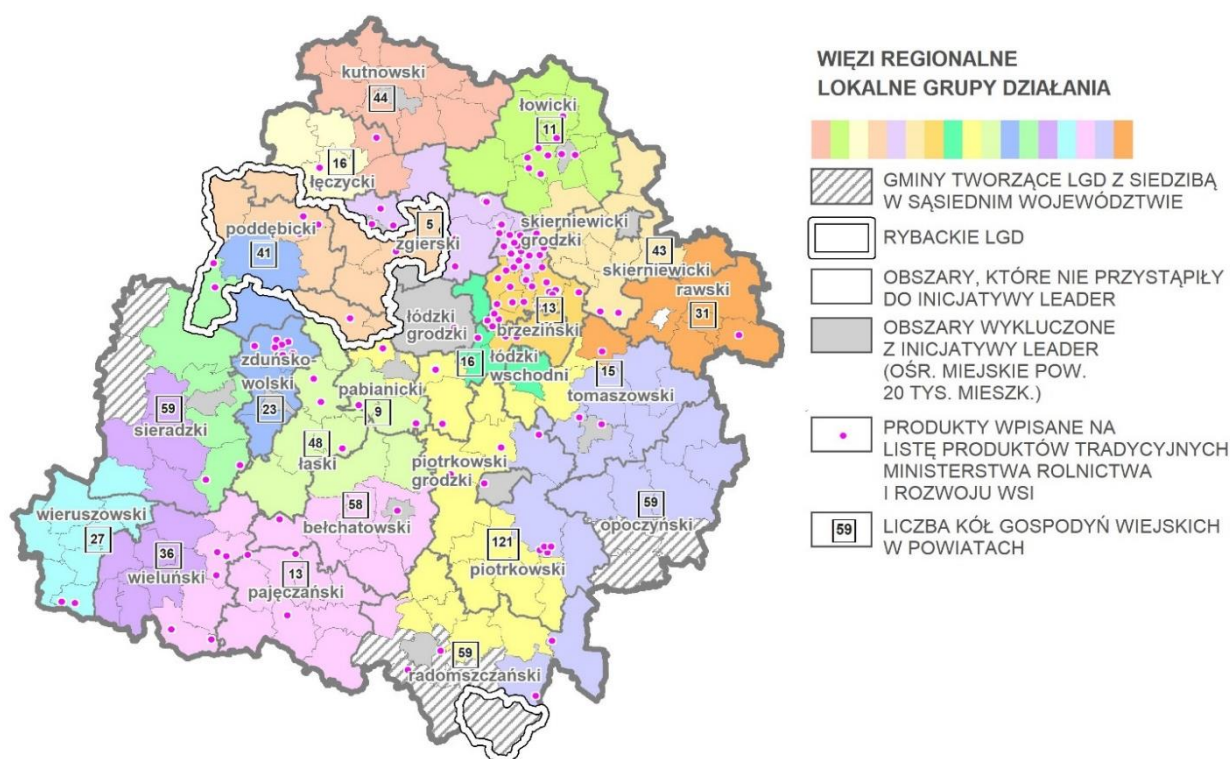 WIĘZI REGIONALNE
LOKALNE GRUPY DZIAŁANIA
GMINY TWORZĄCE LGD Z SIEDZIBĄ
W SĄSIEDNIM WOJEWÓDZTWIE
RYBACKIE LGD
OBSZARY, KTÓRE NIE PRZYSTĄPIŁY
DO INICJATYWY LEADER
OBSZARY WYKLUCZONE
Z INICJATYWY LEADER
(OŚR. MIEJSKIE POW.
20 TYS. MIESZK.)
PRODUKTY WPISANE NA
LISTĘ PRODUKTÓW TRADYCYJNYCH
MINISTERSTWA ROLNICTWA
I ROZWOJU WSI
59
LICZBA KÓŁ GOSPODYŃ WIEJSKICH
W POWIATACH
kutnowski
44
łowicki
11
16
łęczycki
poddębicki
41
5
zgierski
skierniewicki
grodzki
43
skierniewicki
rawski
31
łódzki
grodzki
13
brzeziński
16
łódzki
wschodni
15
tomaszowski
zduńsko-
wolski
23
pabianicki
9
59
sieradzki
48
łaski
piotrkowski
grodzki
58
bełchatowski
59
opoczyński
wieruszowski
27
36
wieluński
13
pajęczański
121
piotrkowski
59
radomszczański